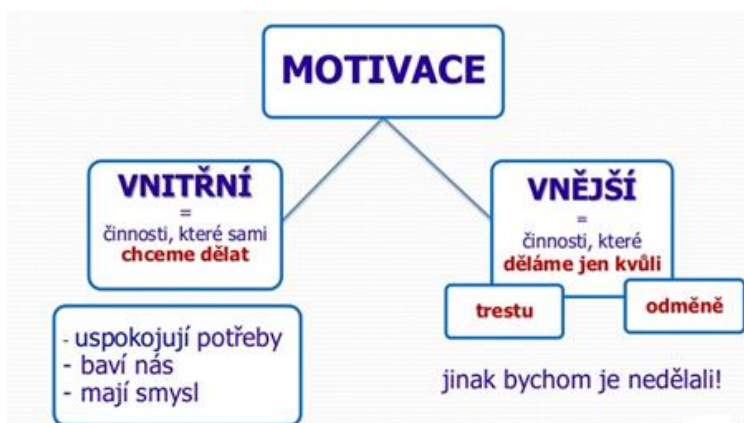 MOTIVACE
VNITŘNÍ
=
činnosti, které sami
chceme dělat
- uspokojují potřeby
- baví nás
- mají smysl
VNĚJŠÍ
=
činnosti, které
děláme jen kvůli
trestu
odměně
jinak bychom je nedělali!